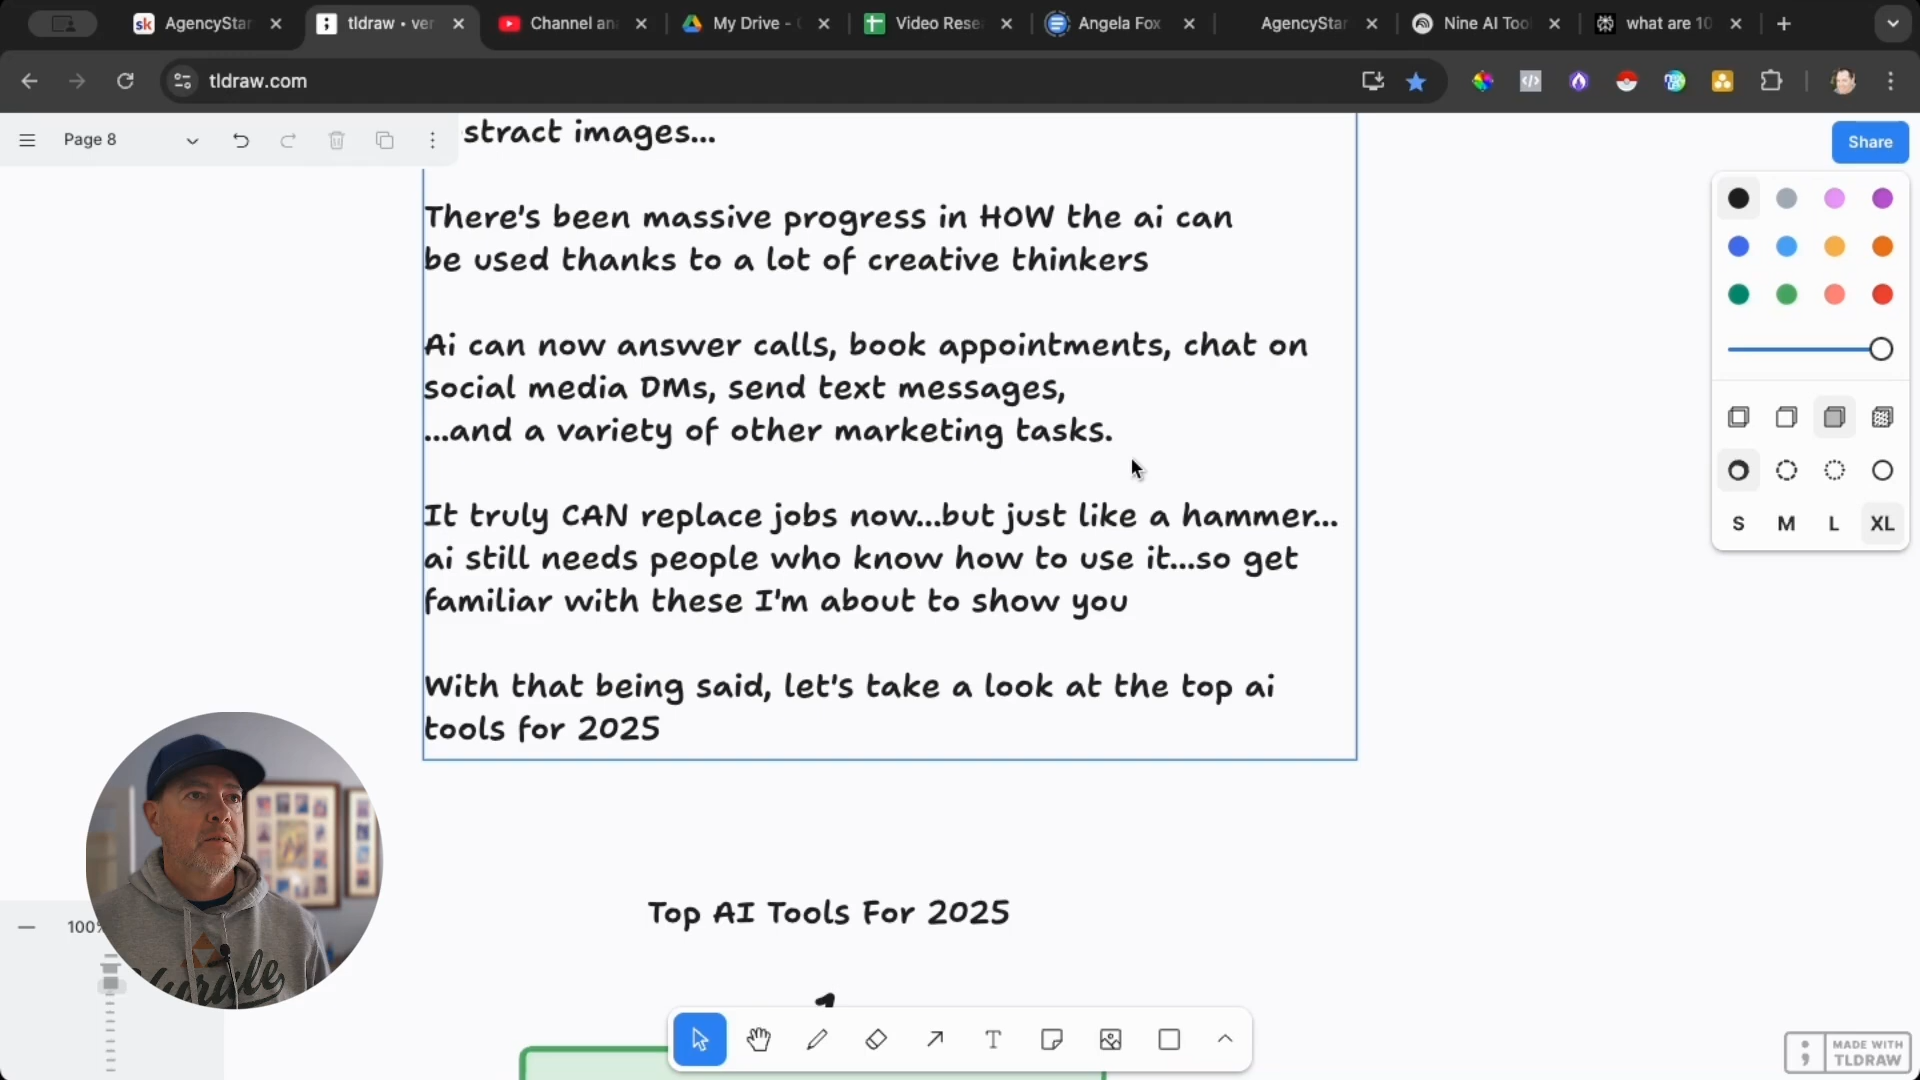 sk AgencyStar
tldraw • ver
Channel an
My Drive -
Video Rese
Angela Fox
AgencyStar
Nine AI Tool
what are 10
tldraw.com
Page 8
Share
stract images...
There's been massive progress in HOW the ai can
be used thanks to a lot of creative thinkers
Ai can now answer calls, book appointments, chat on
social media DMs, send text messages,
...and a variety of other marketing tasks.
It truly CAN replace jobs now...but just like a hammer...
ai still needs people who know how to use it...so get
familiar with these I'm about to show you
With that being said, let's take a look at the top ai
tools for 2025
S M L XL
Top AI Tools For 2025
1
100%
T
MADE WITH
TLDRAW